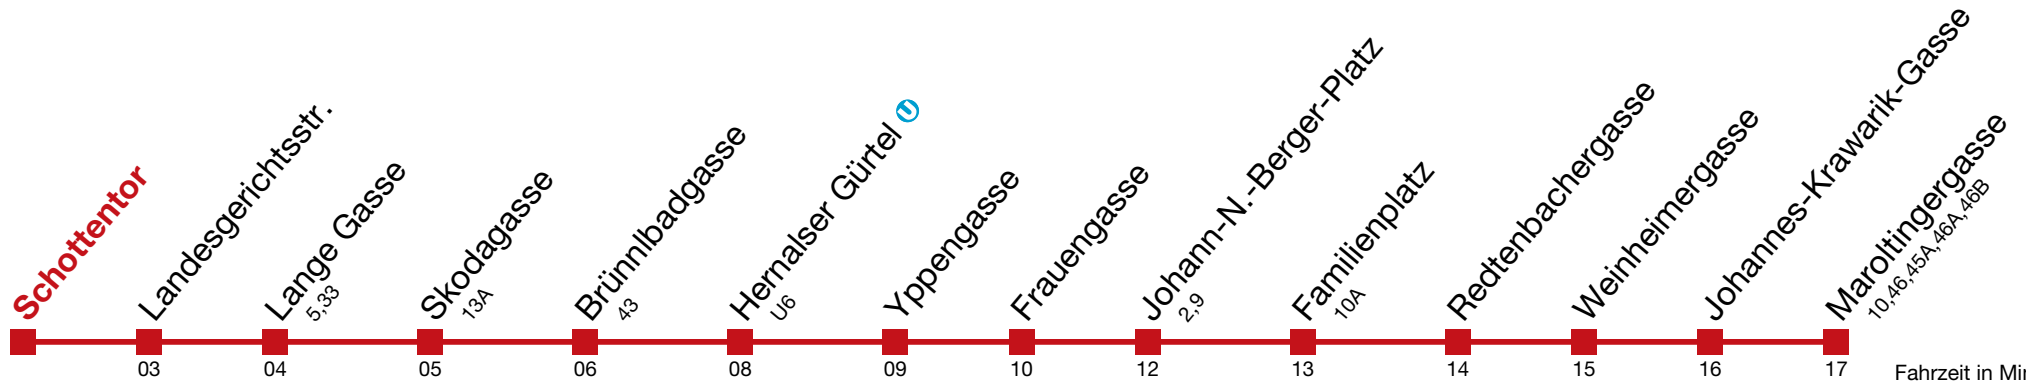 Schottentor
Landesgerichtsstr.
Lange Gasse
5,33
Skodagasse
13A
Brünnlbadgasse
43
Hernalser Gürtel U
U6
Yppengasse
Frauengasse
Johann-N.-Berger-Platz
2,9
Familienplatz
10A
Redtenbachergasse
Weinheimergasse
Johannes-Krawarik-Gasse
Maroltingergasse
10,46,45A,46A,46B
03 04 05 06 08 09 10 12 13 14 15 16 17
Fahrzeit in Min